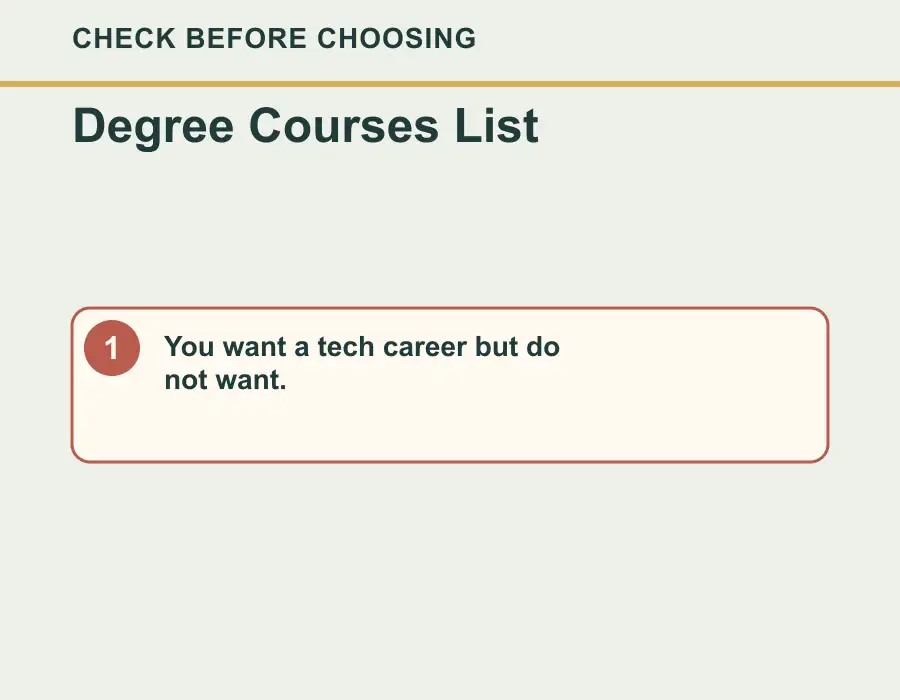 CHECK BEFORE CHOOSING
Degree Courses List
1
You want a tech career but do
not want.